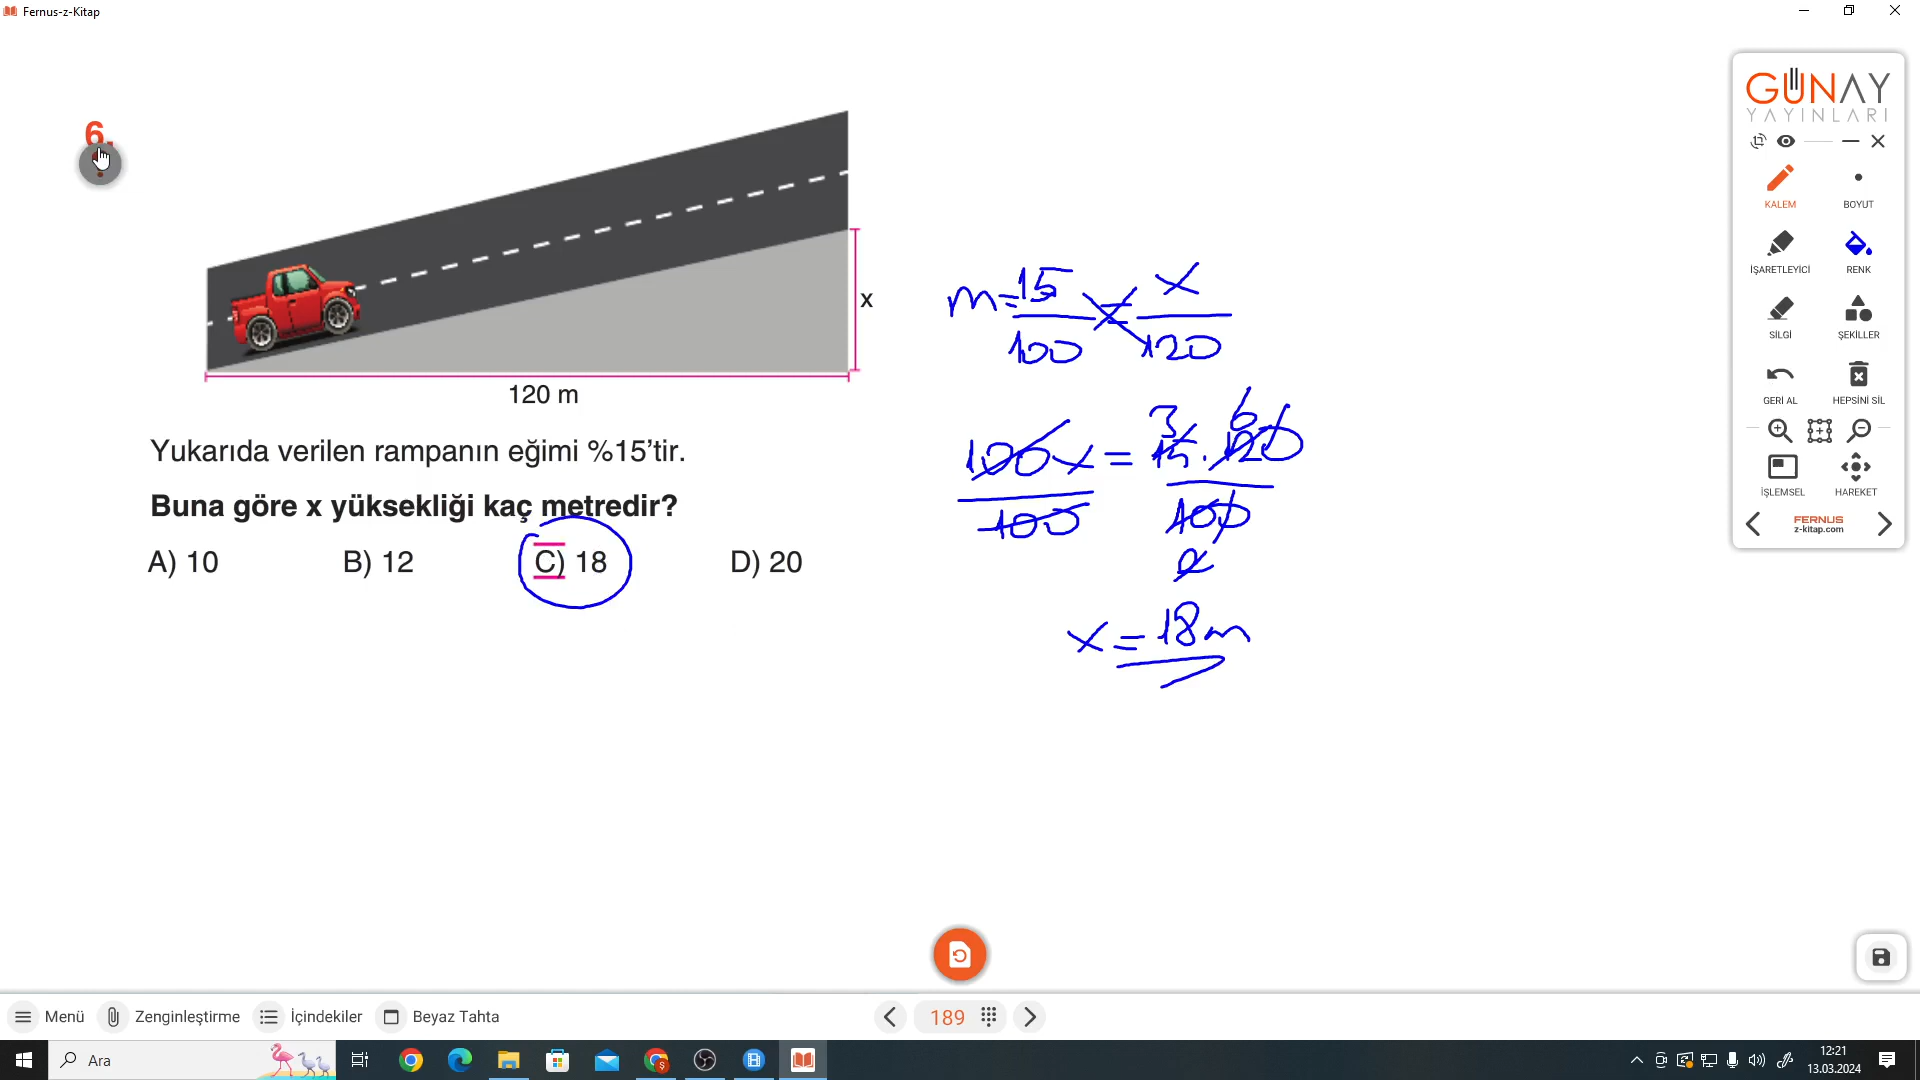 Fernus-z-Kitap
6.
x
120 m
Yukarıda verilen rampanın eğimi %15'tir.
Buna göre x yüksekliği kaç metredir?
A) 10 B) 12 C) 18 D) 20
m = 15/100 = x/120
100x = 15 . 120
3 6
100 100
2
x = 18m
GÜNAY
YAYINLARI
KALEM BOYUT
İŞARETLEYİCİ RENK
SİLGİ ŞEKİLLER
GERİ AL HEPSİNİ SİL
İŞLEMSEL HAREKET
FERNUS
z-kitap.com
Menü Zenginleştirme İçindekiler Beyaz Tahta 189
Ara
12:21
13.03.2024